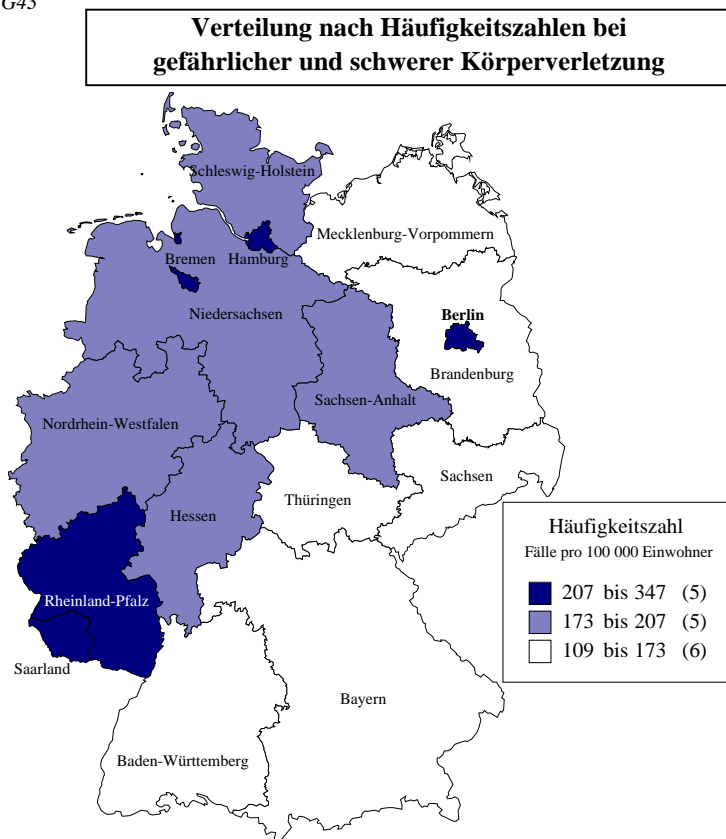 G45
Verteilung nach Häufigkeitszahlen bei
gefährlicher und schwerer Körperverletzung
Schleswig-Holstein
Mecklenburg-Vorpommern
Bremen
Hamburg
Niedersachsen
Berlin
Brandenburg
Sachsen-Anhalt
Nordrhein-Westfalen
Sachsen
Thüringen
Hessen
Häufigkeitszahl
Fälle pro 100 000 Einwohner
207 bis 347 (5)
173 bis 207 (5)
109 bis 173 (6)
Rheinland-Pfalz
Saarland
Bayern
Baden-Württemberg